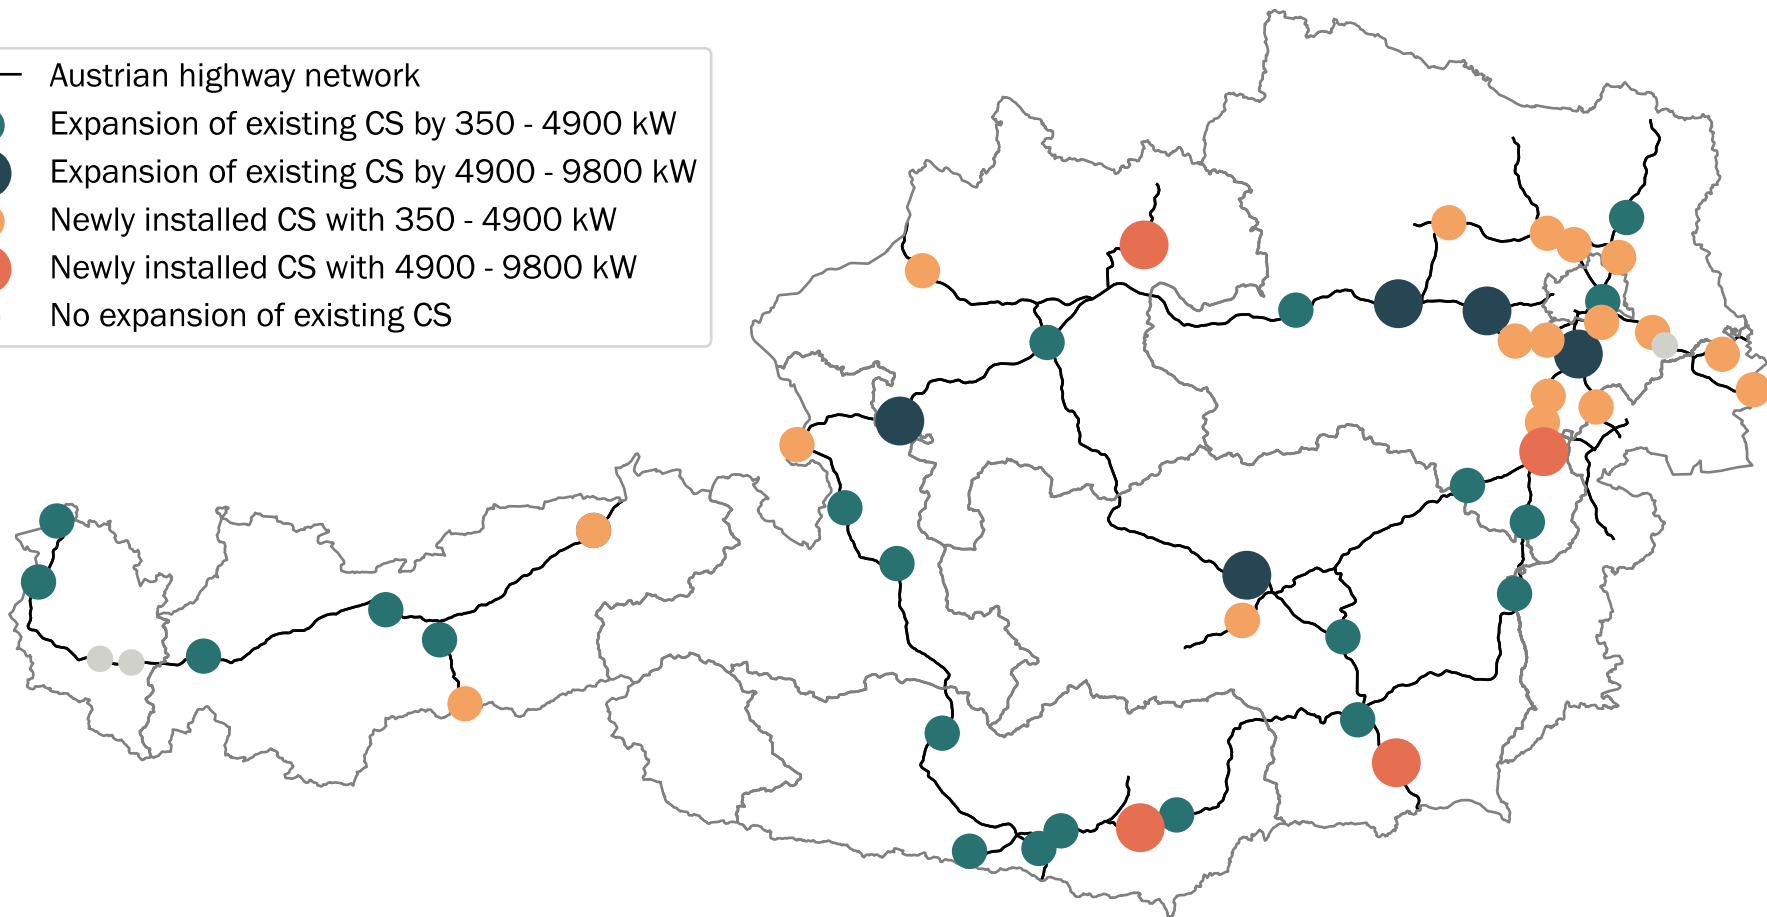 Austrian highway network
Expansion of existing CS by 350 - 4900 kW
Expansion of existing CS by 4900 - 9800 kW
Newly installed CS with 350 - 4900 kW
Newly installed CS with 4900 - 9800 kW
No expansion of existing CS